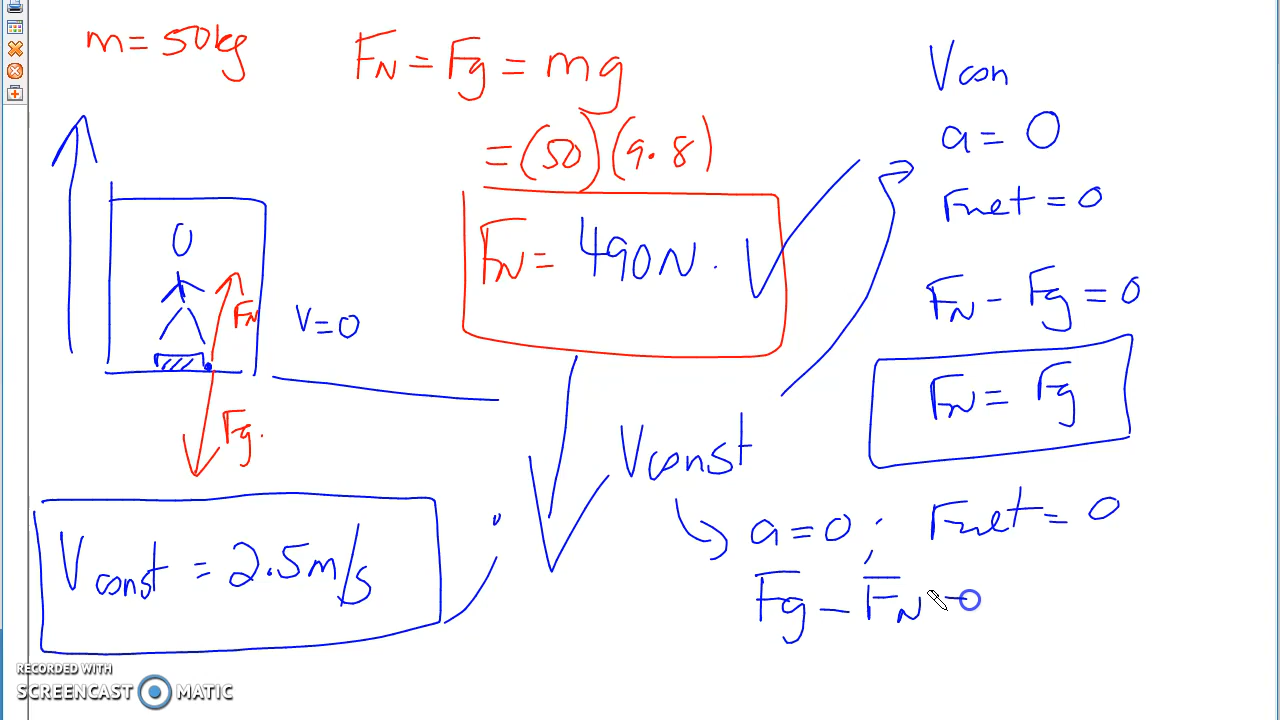 m = 50kg
FN = Fg = mg
= (50)(9.8)
FN = 490N.
FN
Fg.
V = 0
Vconst = 2.5m/s
Vcon
a = 0
Fnet = 0
FN - Fg = 0
FN = Fg
Vconst
a = 0 ; Fnet = 0
Fg - FN = 0
RECORDED WITH
SCREENCAST MATIC